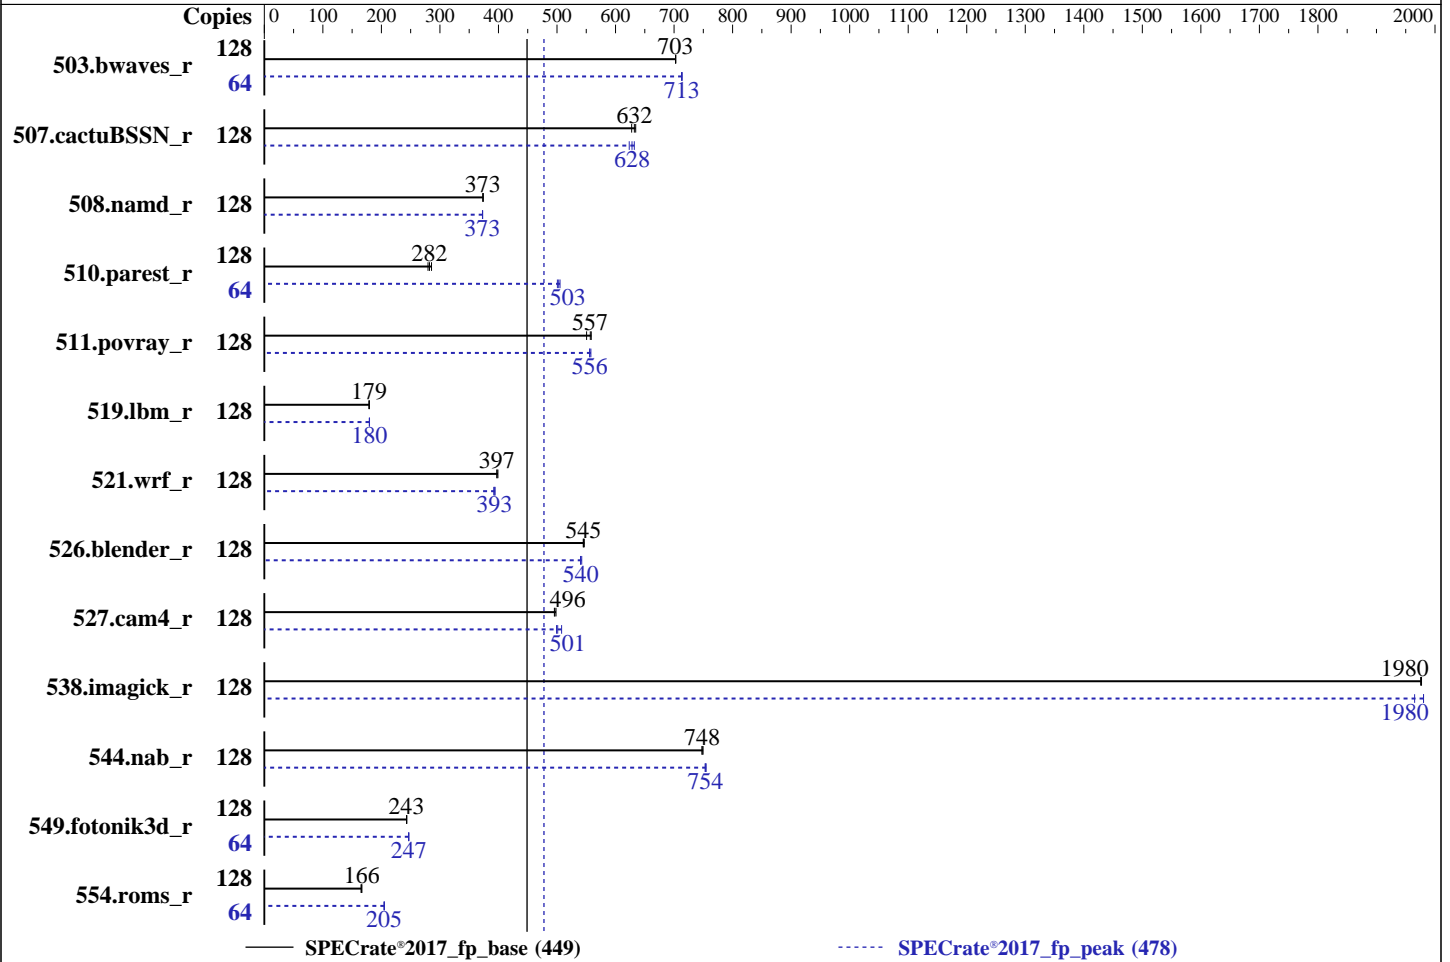 Copies 0 100 200 300 400 500 600 700 800 900 1000 1100 1200 1300 1400 1500 1600 1700 1800 2000
503.bwaves_r 128 703
64 713
507.cactuBSSN_r 128 632
628
508.namd_r 128 373
373
510.parest_r 128 282
64 503
511.povray_r 128 557
556
519.lbm_r 128 179
180
521.wrf_r 128 397
393
526.blender_r 128 545
540
527.cam4_r 128 496
501
538.imagick_r 128 1980
1980
544.nab_r 128 748
754
549.fotonik3d_r 128 243
64 247
554.roms_r 128 166
64 205
SPECrate®2017_fp_base (449) SPECrate®2017_fp_peak (478)